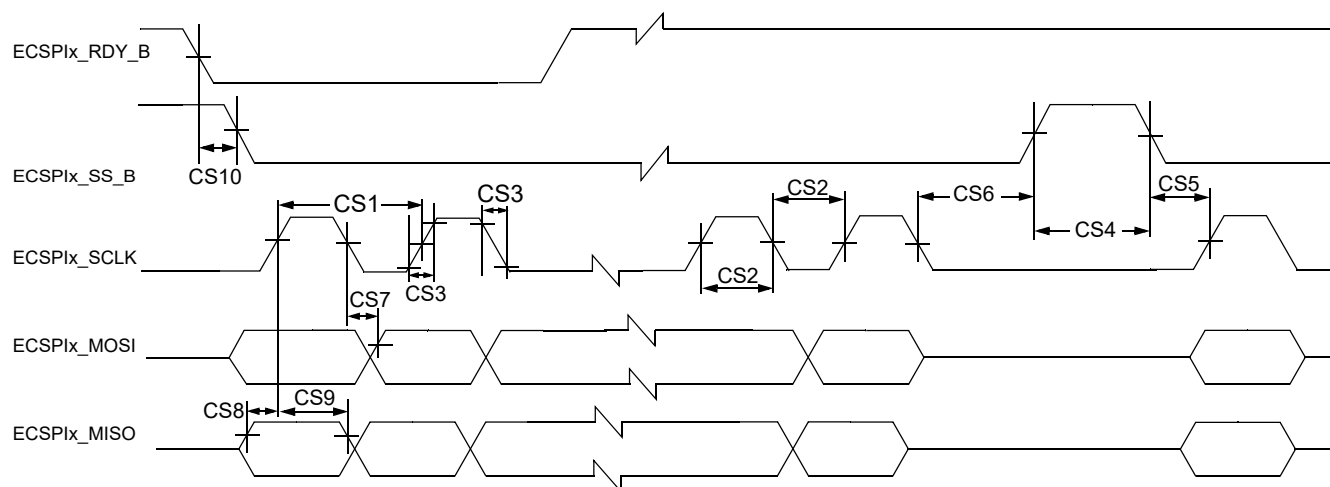 ECSPIx_RDY_B
CS10
ECSPIx_SS_B
CS1
CS3
CS2
CS6
CS5
CS4
ECSPIx_SCLK
CS3
CS2
CS7
ECSPIx_MOSI
CS8
CS9
ECSPIx_MISO